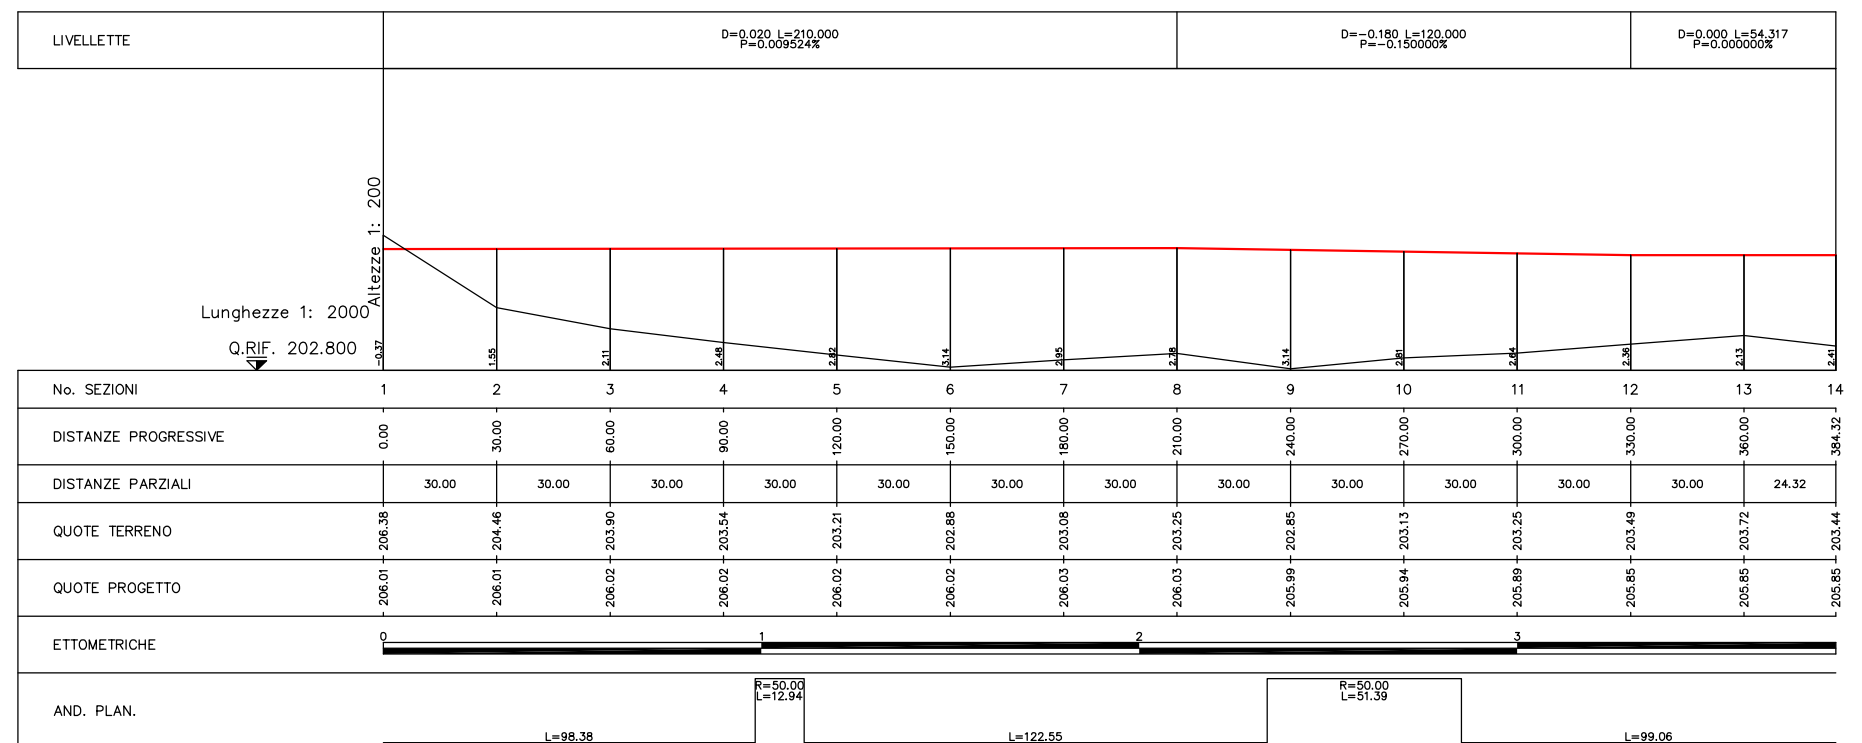 LIVELLETTE
D=0.020 L=210.000
P=0.009524%
D=-0.180 L=120.000
P=-0.150000%
D=0.000 L=54.317
P=0.000000%
Altezze 1: 200
Lunghezze 1: 2000
Q.RIF. 202.800
-0.37 1.55 2.11 2.48 2.82 3.14 2.95 2.78 3.14 2.81 2.64 2.36 2.13 2.41
No. SEZIONI 1 2 3 4 5 6 7 8 9 10 11 12 13 14
DISTANZE PROGRESSIVE 0.00 30.00 60.00 90.00 120.00 150.00 180.00 210.00 240.00 270.00 300.00 330.00 360.00 384.32
DISTANZE PARZIALI 30.00 30.00 30.00 30.00 30.00 30.00 30.00 30.00 30.00 30.00 30.00 30.00 24.32
QUOTE TERRENO 206.38 204.46 203.90 203.54 203.21 202.88 203.08 203.25 202.85 203.13 203.25 203.49 203.72 203.44
QUOTE PROGETTO 206.01 206.01 206.02 206.02 206.02 206.02 206.03 206.03 205.99 205.94 205.89 205.85 205.85 205.85
ETTOMETRICHE 0 1 2 3
AND. PLAN.
R=50.00
L=12.94
R=50.00
L=51.39
L=98.38 L=122.55 L=99.06